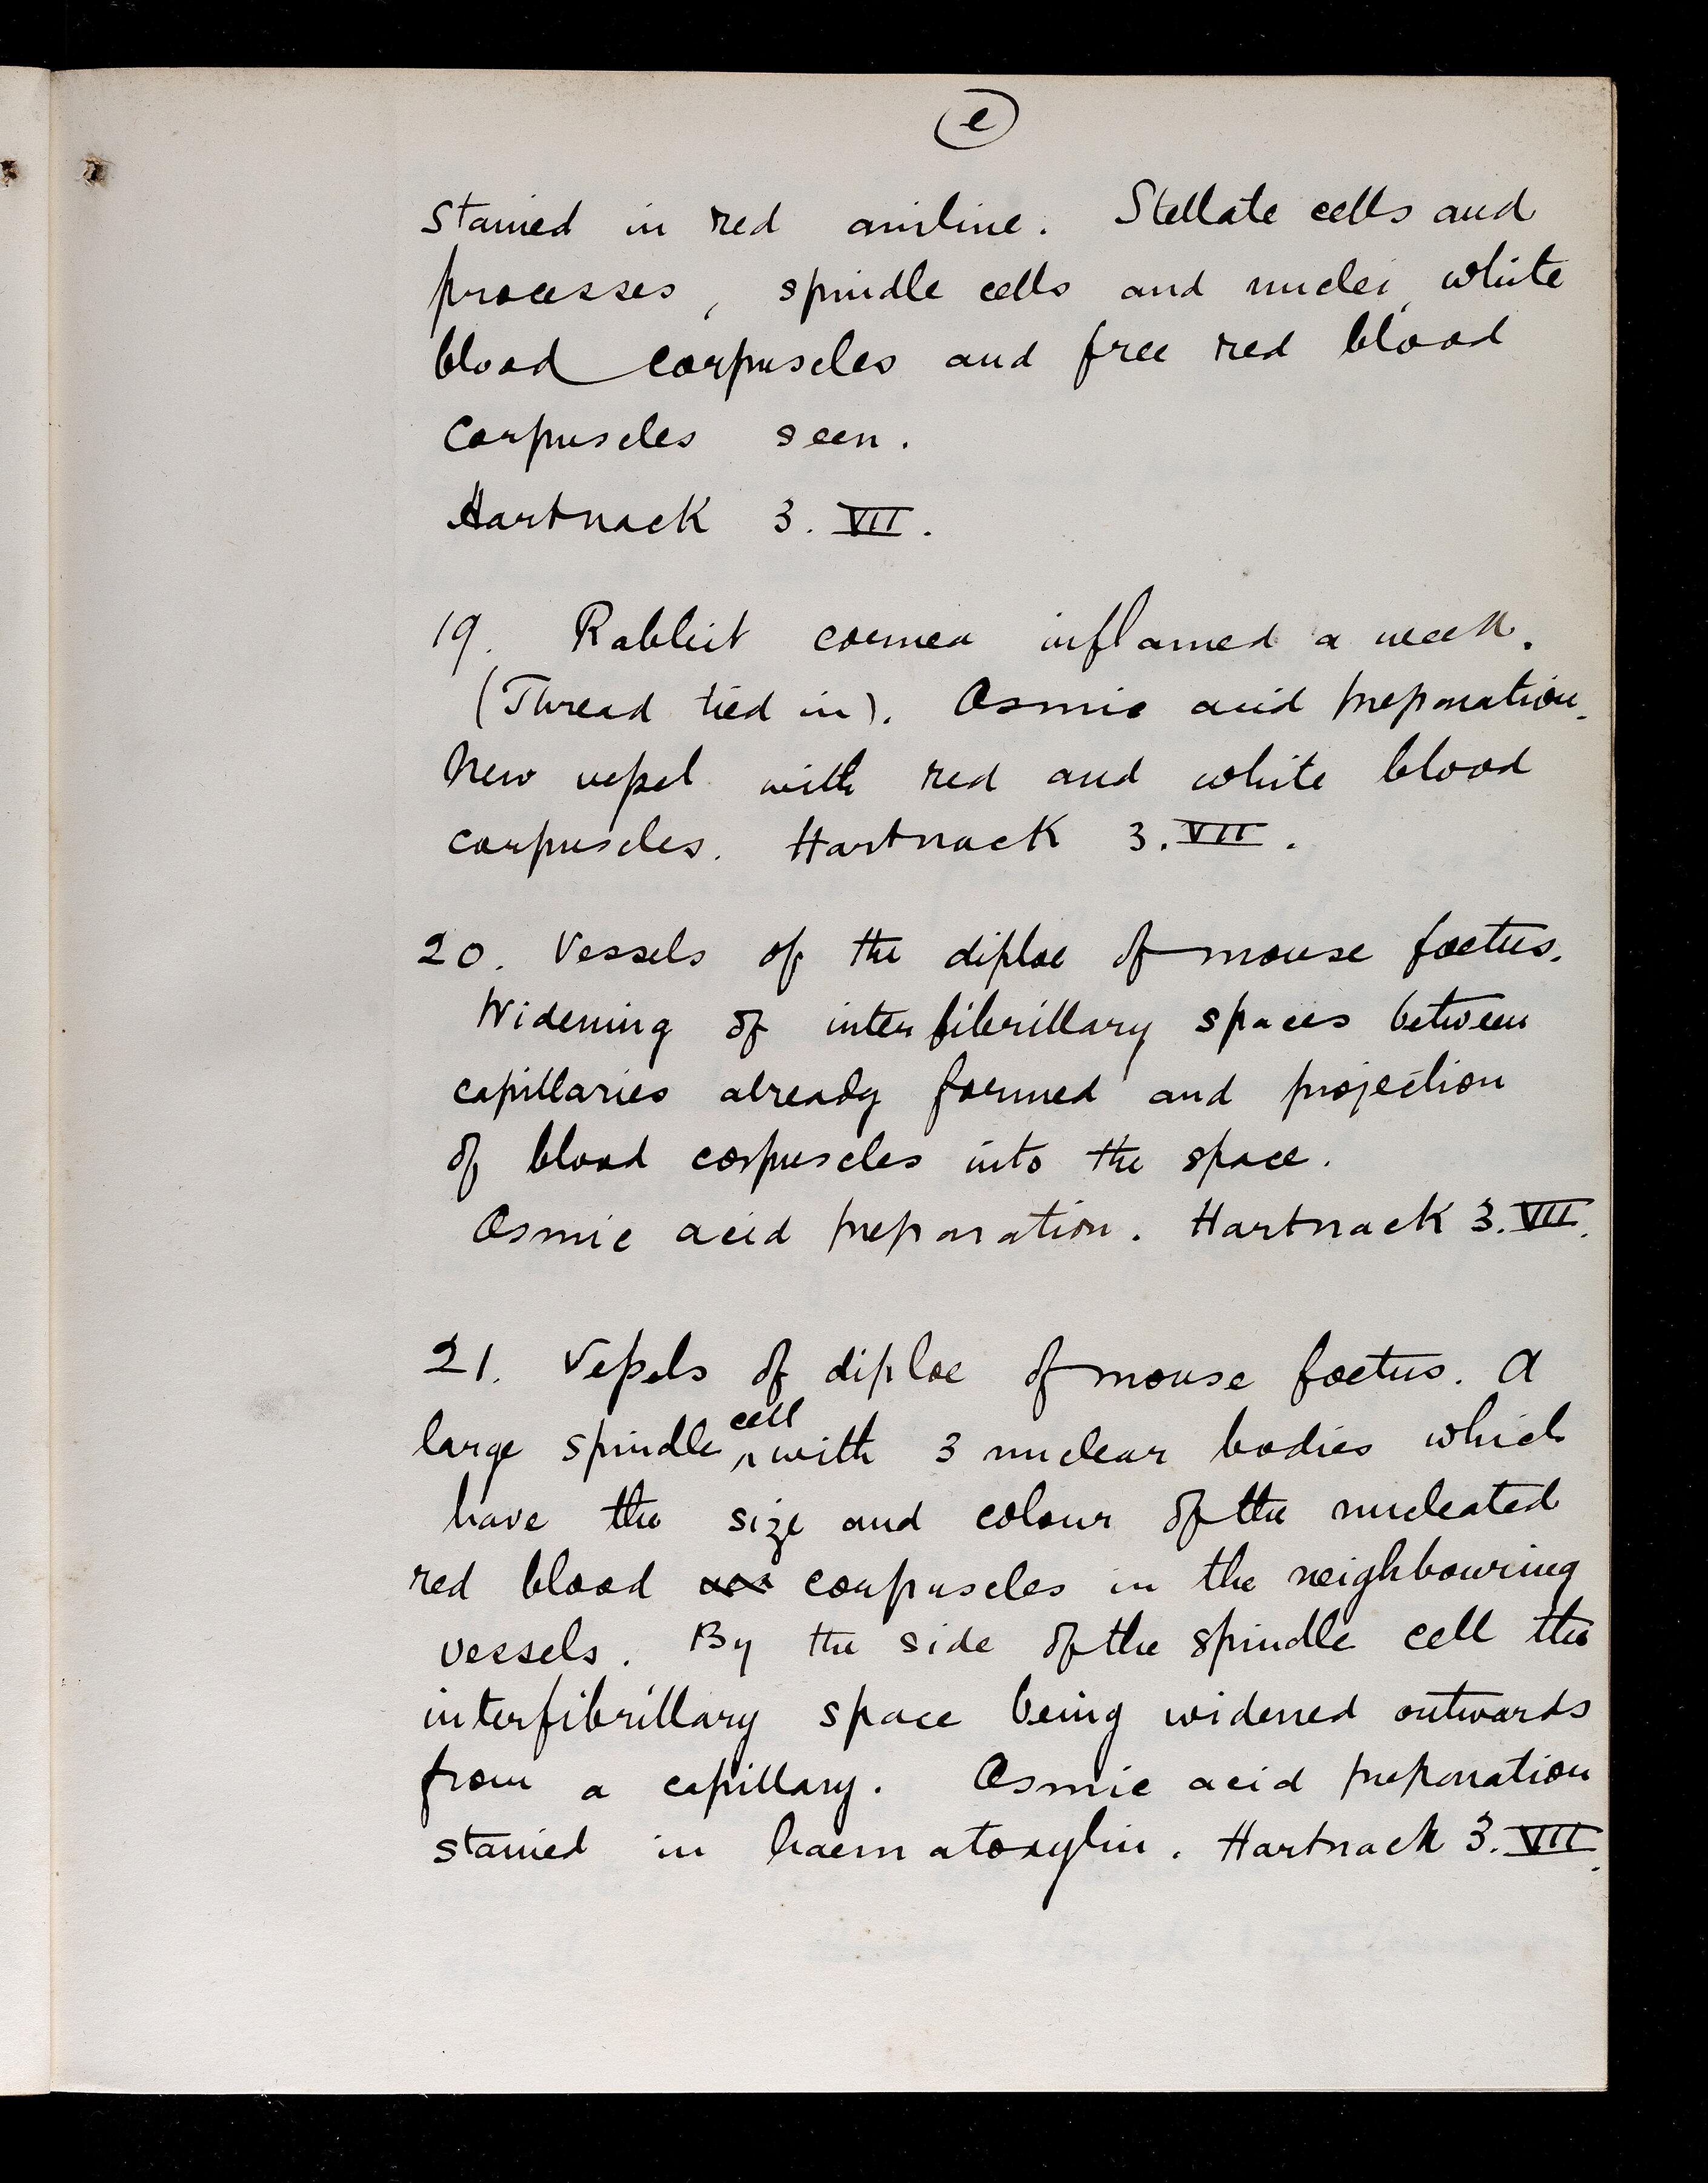 e
stained in red aniline. Stellate cells and
processes, spindle cells and nuclei, white
blood corpuscles and free red blood
corpuscles seen.
Hartnack 3. VII.
19. Rabbit cornea inflamed a week.
(Thread tied in). Osmic acid preparation.
New vessel with red and white blood
corpuscles. Hartnack 3. VII.
20. Vessels of the diploe of mouse foetus.
Widening of interfibrillary spaces between
capillaries already formed and projection
of blood corpuscles into the space.
Osmic acid preparation. Hartnack 3. VII.
21. Vessels of diploe of mouse foetus. A
large spindle cell with 3 nuclear bodies which
have the size and colour of the nucleated
red blood corpuscles in the neighbouring
vessels. By the side of the spindle cell the
interfibrillary space being widened outwards
from a capillary. Osmic acid preparation
stained in haematoxylin. Hartnack 3. VII.